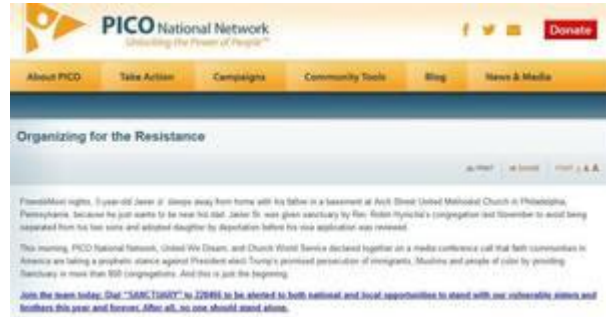 PICO National Network
Unlocking the Power of People™
Donate
About PICO Take Action Campaigns Community Tools Blog News & Media
Organizing for the Resistance
PRINT SHARE FONT A A A
nights, 5-year-old Javier Jr. sleeps away from home with his father in a basement at Arch Street United Methodist Church in Philadelphia,
Pennsylvania, because he just wants to be near his dad. Javier Sr. was given sanctuary by Rev. Robin Hynicka's congregation last November to avoid being
separated from his two sons and adopted daughter by deportation before his visa application was reviewed.
This morning, PICO National Network, United We Dream, and Church World Service declared together on a media conference call that faith communities in
America are taking a prophetic stance against President-elect Trump's promised persecution of immigrants, Muslims and people of color by providing
Sanctuary in more than 800 congregations. And this is just the beginning.
Join the team today. Dial "SANCTUARY" to 225568 to be alerted to both national and local opportunities to stand with our vulnerable sisters and
brothers this year and forever. After all, no one should stand alone.